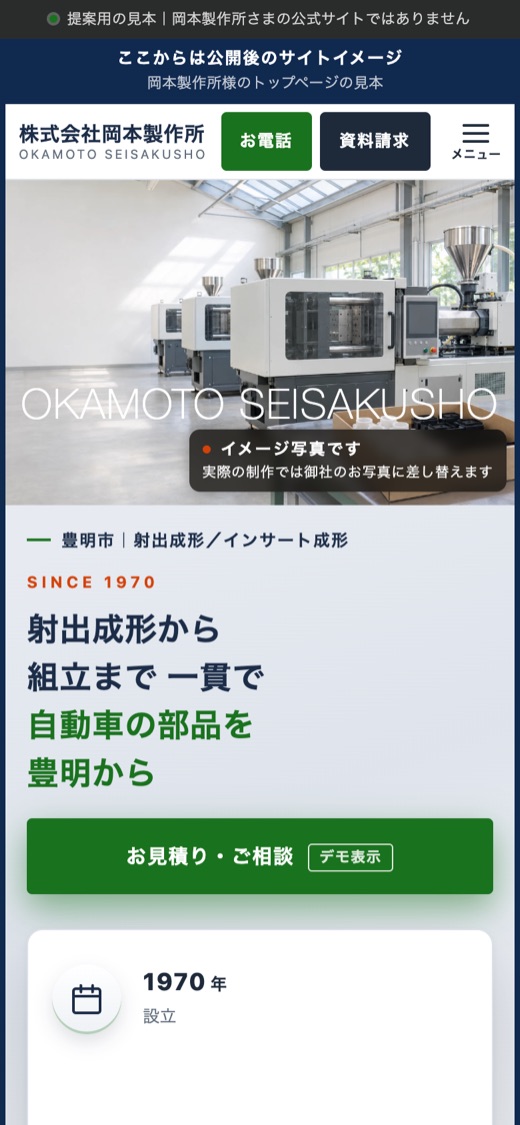 提案用の見本｜岡本製作所さまの公式サイトではありません
ここからは公開後のサイトイメージ
岡本製作所様のトップページの見本
株式会社岡本製作所
OKAMOTO SEISAKUSHO
お電話
資料請求
メニュー
OKAMOTO SEISAKUSHO
イメージ写真です
実際の制作では御社のお写真に差し替えます
豊明市｜射出成形／インサート成形
SINCE 1970
射出成形から
組立まで 一貫で
自動車の部品を
豊明から
お見積り・ご相談 デモ表示
1970 年
設立